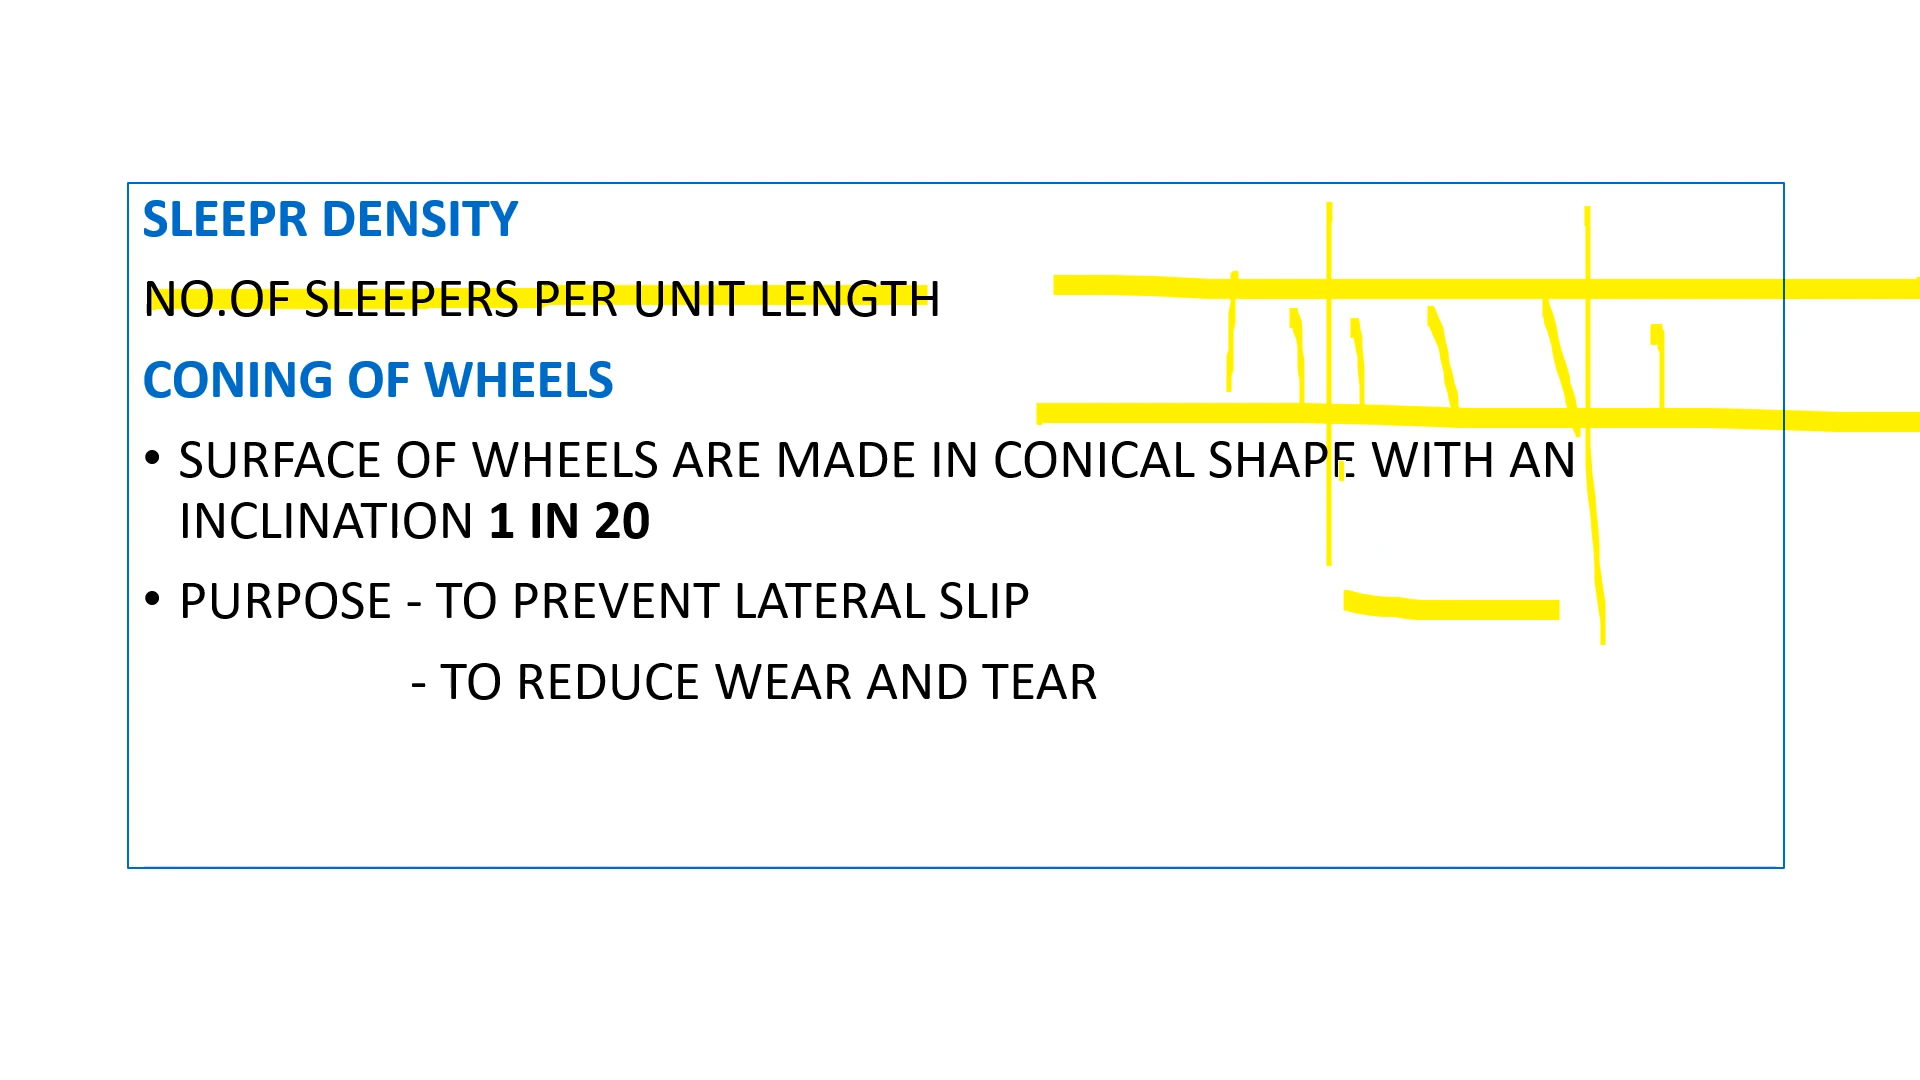 SLEEPR DENSITY
NO.OF SLEEPERS PER UNIT LENGTH
CONING OF WHEELS
• SURFACE OF WHEELS ARE MADE IN CONICAL SHAPE WITH AN
INCLINATION 1 IN 20
• PURPOSE - TO PREVENT LATERAL SLIP
- TO REDUCE WEAR AND TEAR